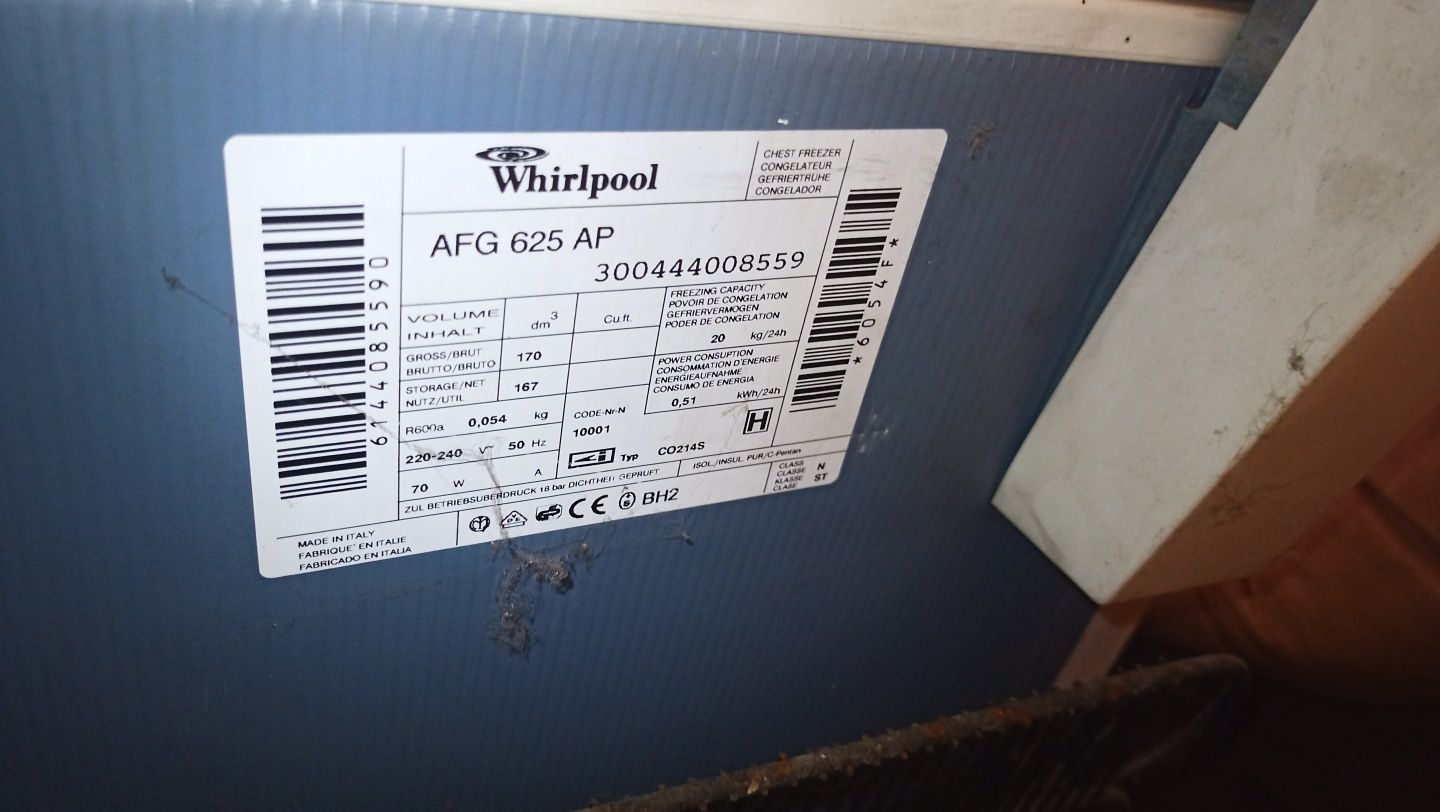 Whirlpool
CHEST FREEZER
CONGELATEUR
GEFRIERTRUHE
CONGELADOR
AFG 625 AP
300444008559
VOLUME
INHALT
dm3
Cu.ft.
GROSS/BRUT
BRUTTO/BRUTO
170
STORAGE/NET
NUTZ/UTIL
167
FREEZING CAPACITY
POVOIR DE CONGELATION
GEFRIERVERMOGEN
PODER DE CONGELATION
20 kg/24h
POWER CONSUPTION
CONSOMMATION D'ENERGIE
ENERGIEAUFNAHME
CONSUMO DE ENERGIA
0,51 kWh/24h
R600a 0,054 kg
220-240 V~ 50 Hz
70 W A
CODE-Nr-N
10001
Typ CO214S
H
ZUL BETRIEBSUBERDRUCK 18 bar DICHTHEIT GEPRUFT
ISOL./INSUL PUR/C-Pentan
CE
BH2
CLASS
CLASSE
KLASSE
CLASE
N
ST
MADE IN ITALY
FABRIQUE' EN ITALIE
FABRICADO EN ITALIA
6144085590
*6054F*